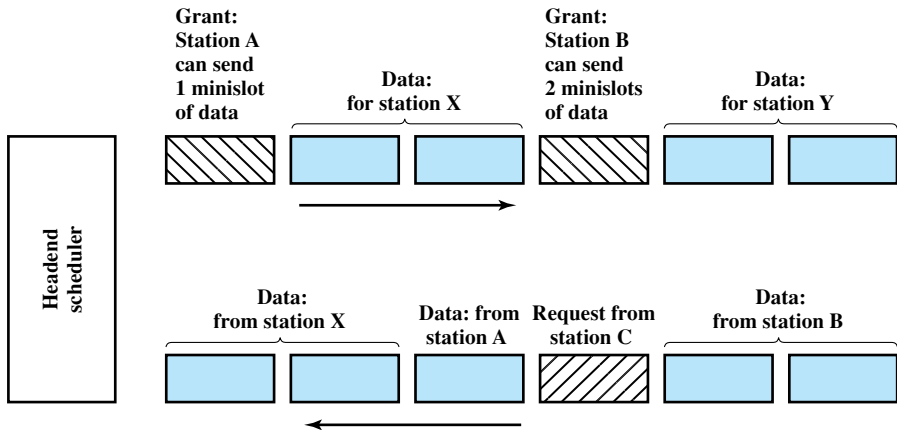 Grant:
Station A
can send
1 minislot
of data
Data:
for station X
Grant:
Station B
can send
2 minislots
of data
Data:
for station Y
Headend
scheduler
Data:
from station X
Data: from
station A
Request from
station C
Data:
from station B